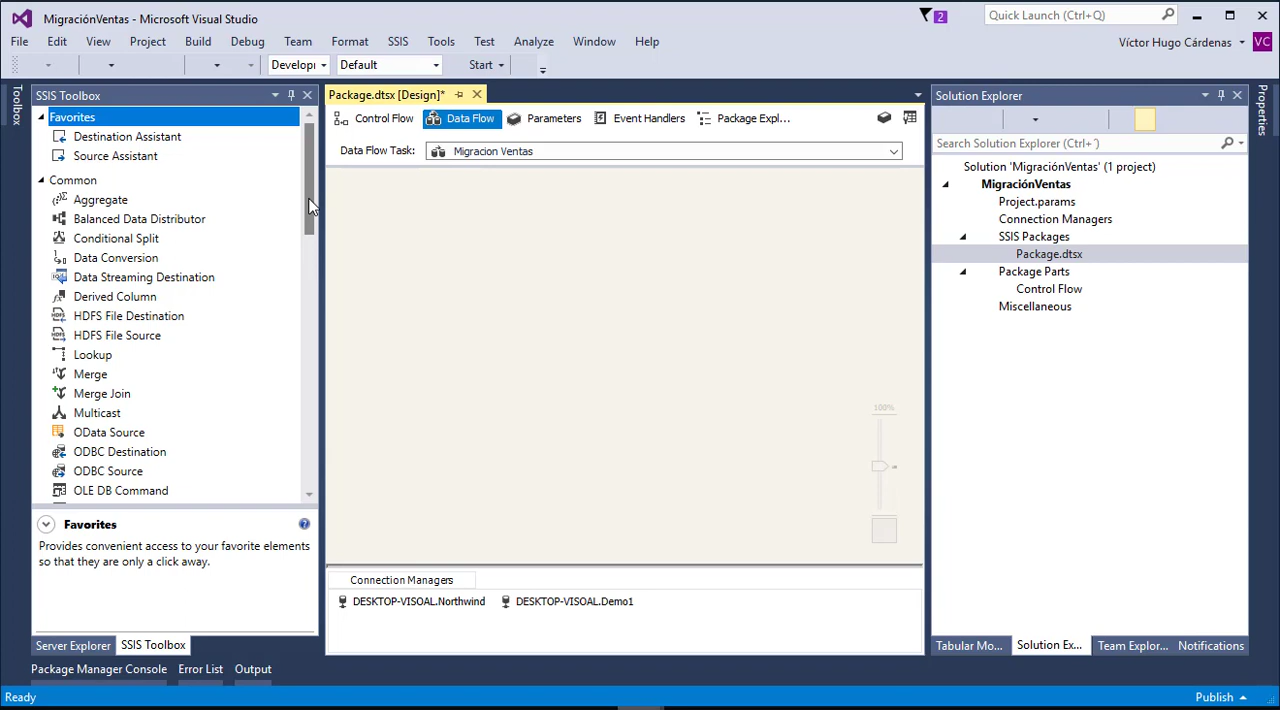 MigraciónVentas - Microsoft Visual Studio
2
Quick Launch (Ctrl+Q)
File Edit View Project Build Debug Team Format SSIS Tools Test Analyze Window Help
Víctor Hugo Cárdenas VC
Developi Default Start
Toolbox
SSIS Toolbox
Favorites
Destination Assistant
Source Assistant
Common
Aggregate
Balanced Data Distributor
Conditional Split
Data Conversion
Data Streaming Destination
Derived Column
HDFS File Destination
HDFS File Source
Lookup
Merge
Merge Join
Multicast
OData Source
ODBC Destination
ODBC Source
OLE DB Command
Favorites
Provides convenient access to your favorite elements
so that they are only a click away.
Server Explorer SSIS Toolbox
Package.dtsx [Design]*
Control Flow Data Flow Parameters Event Handlers Package Expl...
Data Flow Task: Migracion Ventas
100%
Connection Managers
DESKTOP-VISOAL.Northwind DESKTOP-VISOAL.Demo1
Solution Explorer
Search Solution Explorer (Ctrl+´)
Solution 'MigraciónVentas' (1 project)
MigraciónVentas
Project.params
Connection Managers
SSIS Packages
Package.dtsx
Package Parts
Control Flow
Miscellaneous
Tabular Mo... Solution Ex... Team Explor... Notifications
Properties
Package Manager Console Error List Output
Ready
Publish